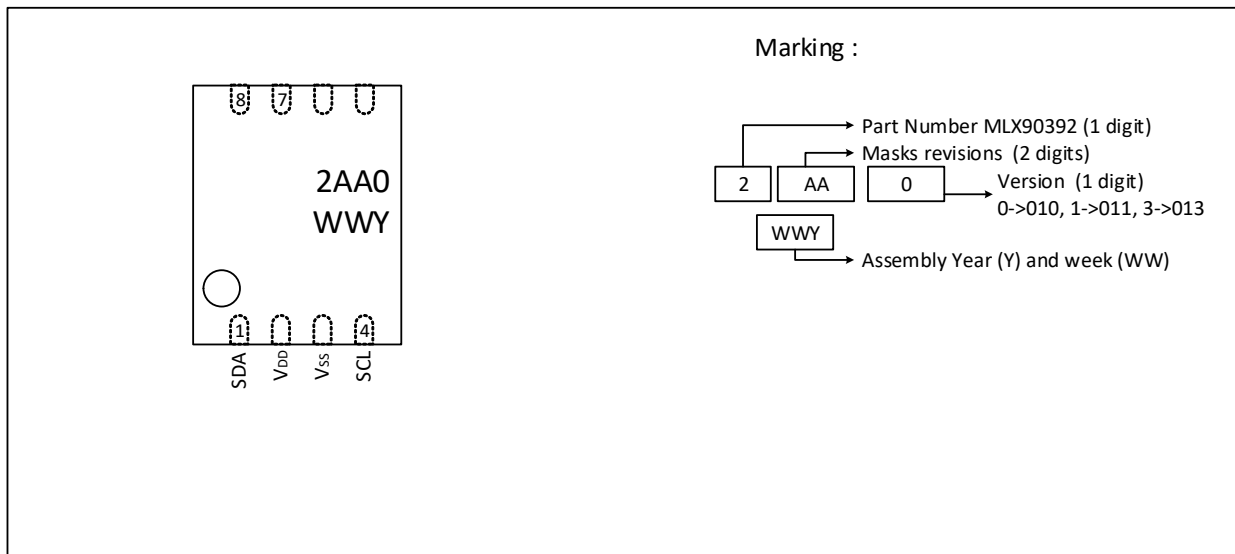 Marking :
8 7
2AA0
WWY
1 4
SDA VDD VSS SCL
Part Number MLX90392 (1 digit)
Masks revisions (2 digits)
2 AA 0
Version (1 digit)
0->010, 1->011, 3->013
WWY
Assembly Year (Y) and week (WW)